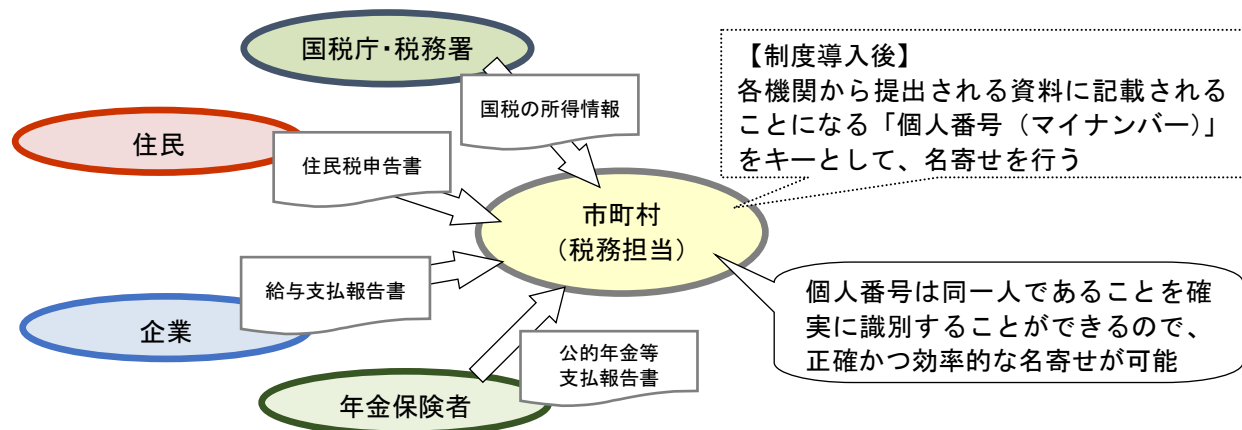 国税庁・税務署
国税の所得情報
住民
住民税申告書
【制度導入後】
各機関から提出される資料に記載される
ことになる「個人番号（マイナンバー）」
をキーとして、名寄せを行う
市町村
（税務担当）
給与支払報告書
企業
個人番号は同一人であることを確
実に識別することができるので、
正確かつ効率的な名寄せが可能
公的年金等
支払報告書
年金保険者